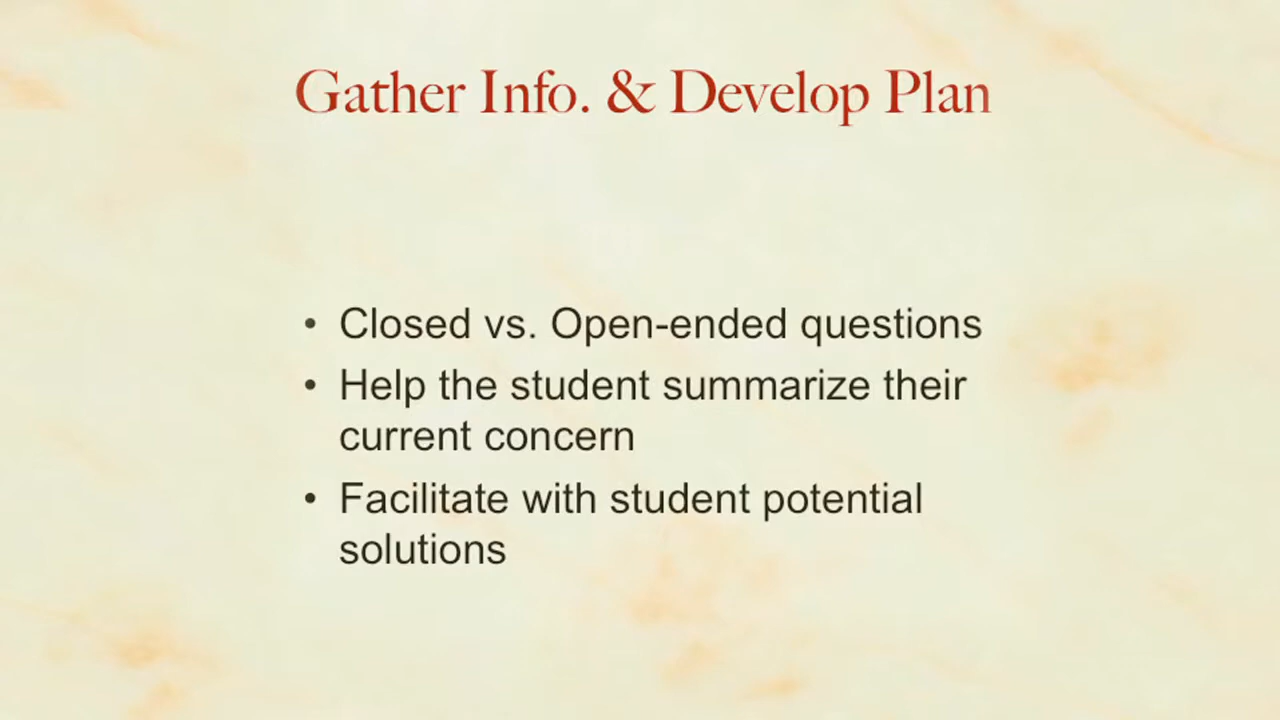 Gather Info. & Develop Plan
• Closed vs. Open-ended questions
• Help the student summarize their
current concern
• Facilitate with student potential
solutions